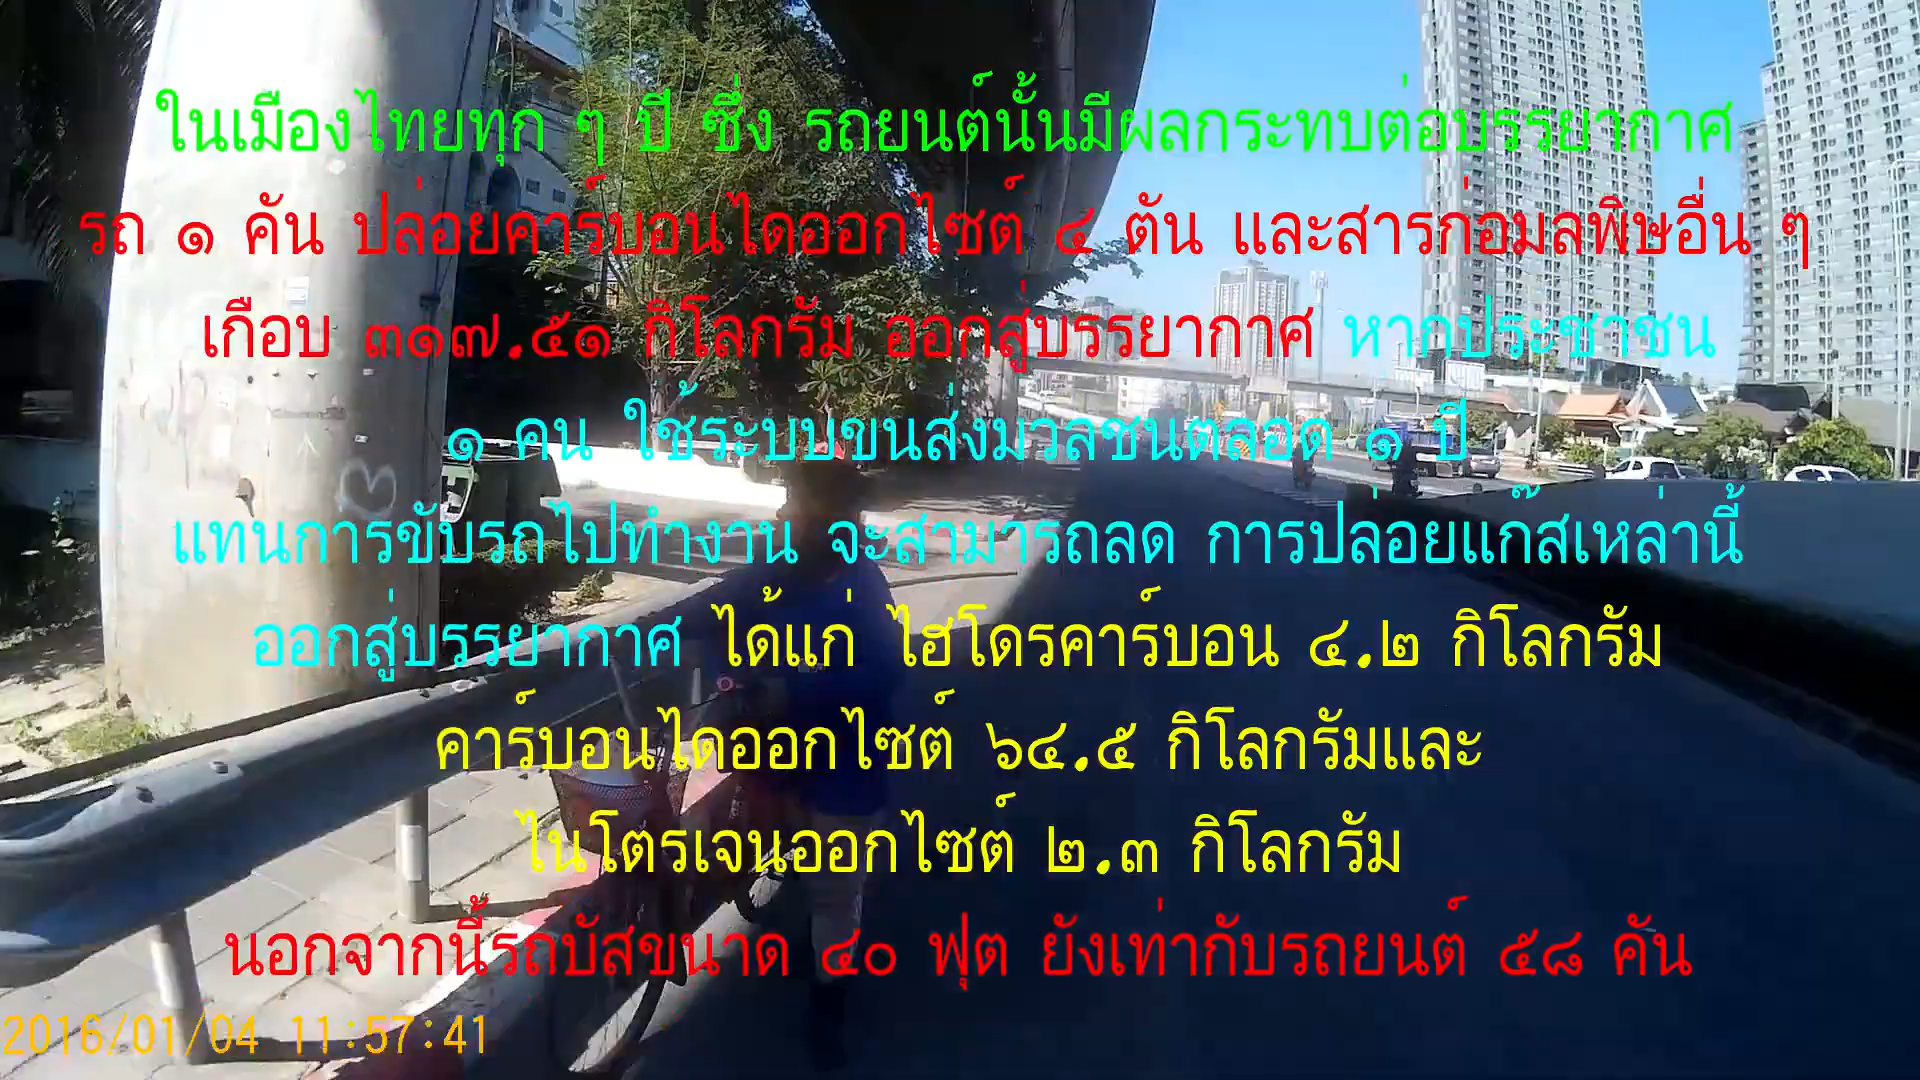 ในเมืองไทยทุก ๆ ปี ซึ่ง รถยนต์นั้นมีผลกระทบต่อบรรยากาศ
รถ ๑ คัน ปล่อยคาร์บอนไดออกไซต์ ๔ ตัน และสารก่อมลพิษอื่น ๆ
เกือบ ๓๑๗.๕๑ กิโลกรัม ออกสู่บรรยากาศ หากประชาชน
๑ คน ใช้ระบบขนส่งมวลชนตลอด ๑ ปี
แทนการขับรถไปทำงาน จะสามารถลด การปล่อยแก๊สเหล่านี้
ออกสู่บรรยากาศ ได้แก่ ไฮโดรคาร์บอน ๔.๒ กิโลกรัม
คาร์บอนไดออกไซต์ ๖๔.๕ กิโลกรัมและ
ไนโตรเจนออกไซต์ ๒.๓ กิโลกรัม
นอกจากนี้รถบัสขนาด ๔๐ ฟุต ยังเท่ากับรถยนต์ ๕๘ คัน
2016/01/04 11:57:41